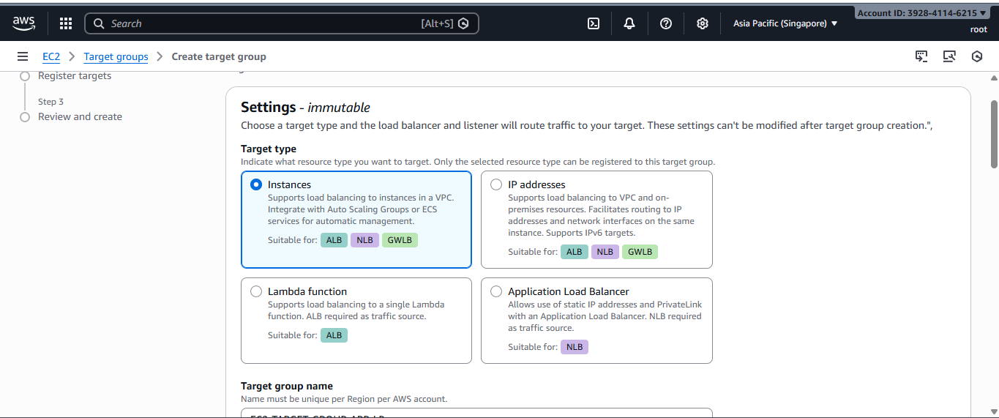 aws
Search
[Alt+S]
Asia Pacific (Singapore)
Account ID: 3928-4114-6215
root
EC2
Target groups
Create target group
Register targets
Step 3
Review and create
Settings - immutable
Choose a target type and the load balancer and listener will route traffic to your target. These settings can't be modified after target group creation.",
Target type
Indicate what resource type you want to target. Only the selected resource type can be registered to this target group.
Instances
Supports load balancing to instances in a VPC.
Integrate with Auto Scaling Groups or ECS
services for automatic management.
Suitable for: ALB NLB GWLB
IP addresses
Supports load balancing to VPC and on-
premises resources. Facilitates routing to IP
addresses and network interfaces on the same
instance. Supports IPv6 targets.
Suitable for: ALB NLB GWLB
Lambda function
Supports load balancing to a single Lambda
function. ALB required as traffic source.
Suitable for: ALB
Application Load Balancer
Allows use of static IP addresses and PrivateLink
with an Application Load Balancer. NLB required
as traffic source.
Suitable for: NLB
Target group name
Name must be unique per Region per AWS account.